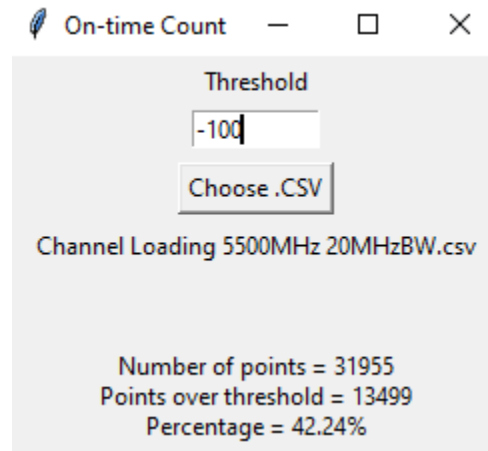 On-time Count
Threshold
-100
Choose .CSV
Channel Loading 5500MHz 20MHzBW.csv
Number of points = 31955
Points over threshold = 13499
Percentage = 42.24%